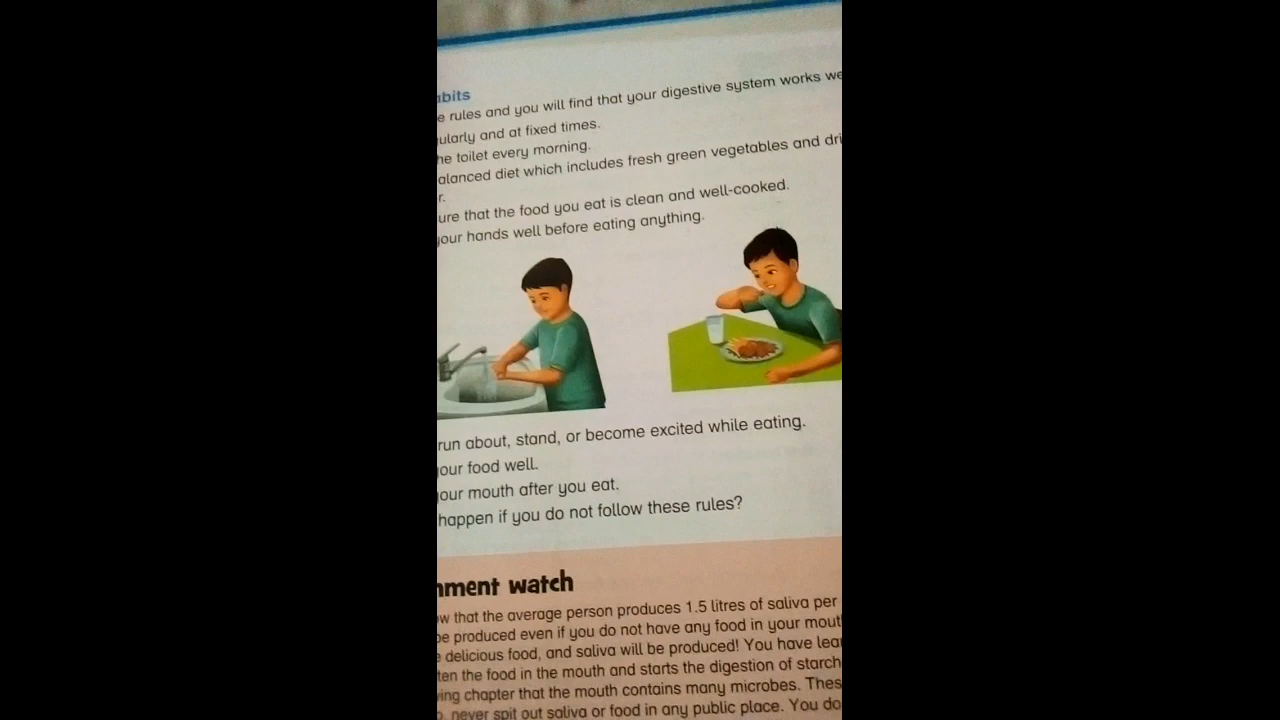 abits
e rules and you will find that your digestive system works we
ularly and at fixed times.
he toilet every morning.
alanced diet which includes fresh green vegetables and dri
r.
ure that the food you eat is clean and well-cooked.
your hands well before eating anything.
run about, stand, or become excited while eating.
our food well.
our mouth after you eat.
happen if you do not follow these rules?
nment watch
ow that the average person produces 1.5 litres of saliva per
be produced even if you do not have any food in your mout
e delicious food, and saliva will be produced! You have lea
ten the food in the mouth and starts the digestion of starch
ving chapter that the mouth contains many microbes. Thes
o, never spit out saliva or food in any public place. You do